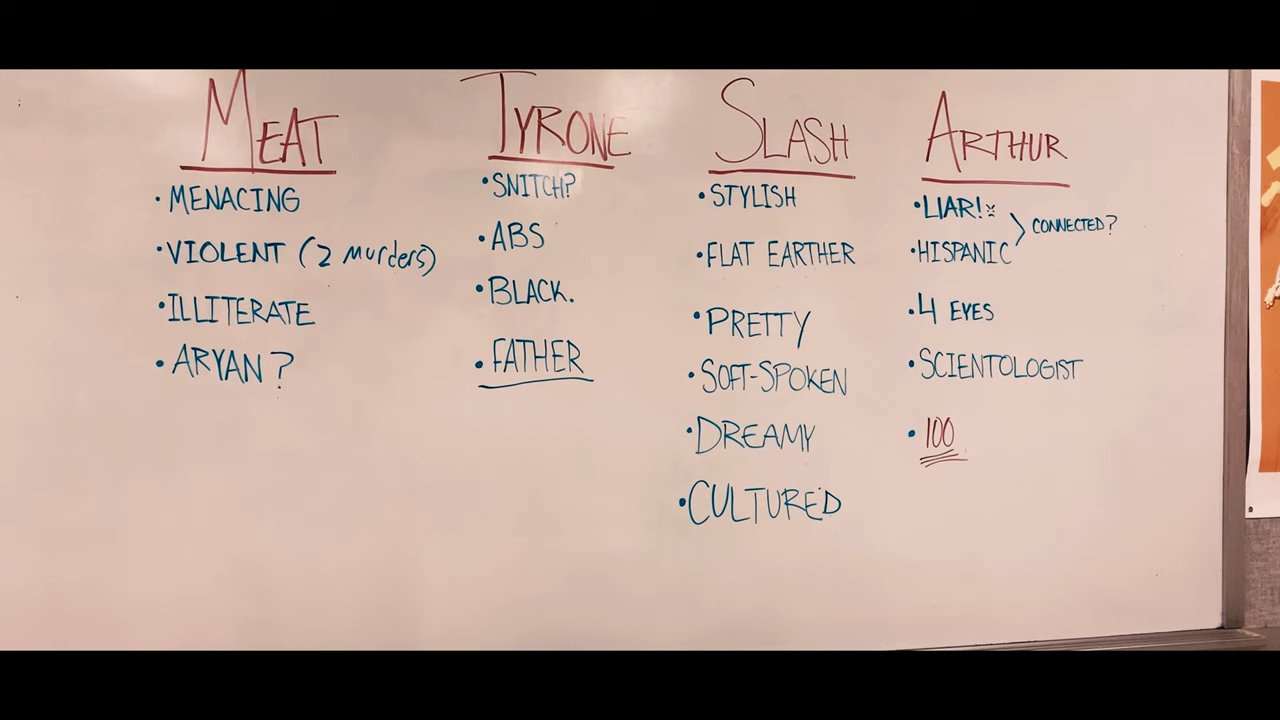 MEAT
• MENACING
• VIOLENT (2 murders)
• ILLITERATE
• ARYAN?
TYRONE
• SNITCH?
• ABS
• BLACK.
• FATHER
SLASH
• STYLISH
• FLAT EARTHER
• PRETTY
• SOFT-SPOKEN
• DREAMY
• CULTURED
ARTHUR
• LIAR!
• HISPANIC
CONNECTED?
• 4 EYES
• SCIENTOLOGIST
• 100